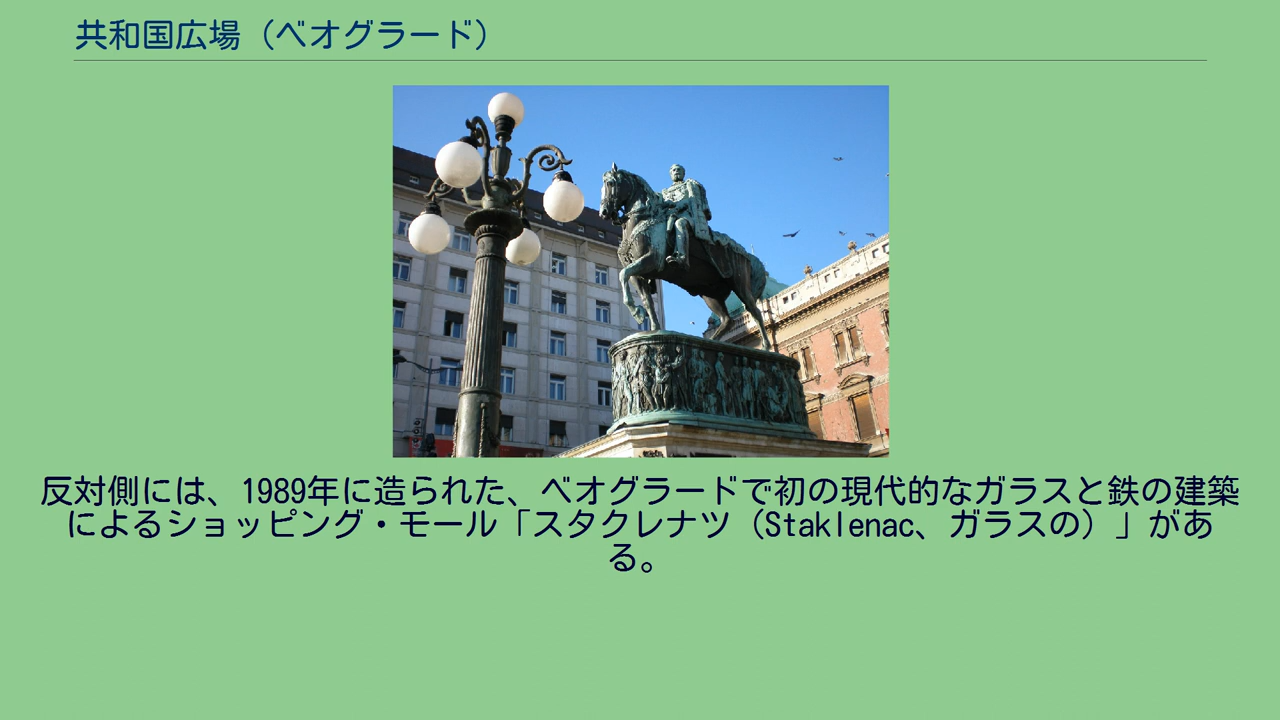 共和国広場（ベオグラード）
反対側には、1989年に造られた、ベオグラードで初の現代的なガラスと鉄の建築
によるショッピング・モール「スタクレナツ（Staklenac、ガラスの）」があ
る。